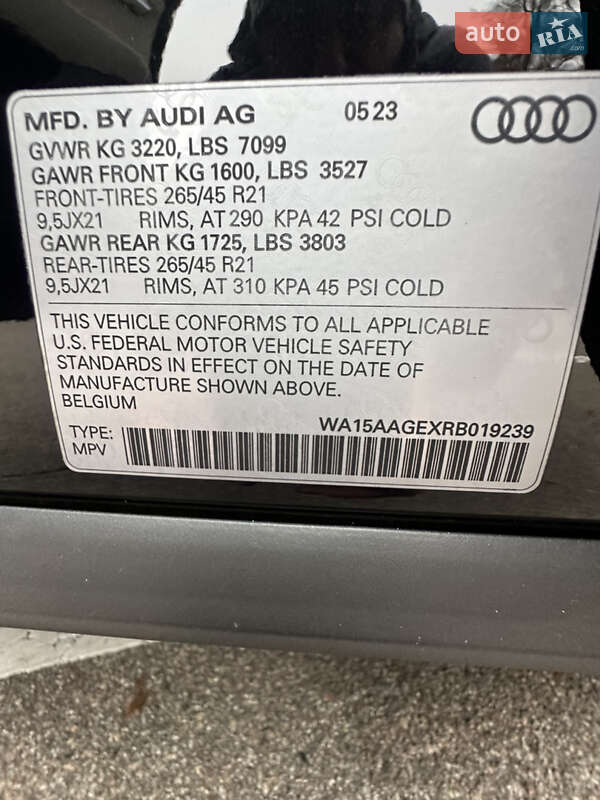 auto RIA.com
MFD. BY AUDI AG 0523
GVWR KG 3220, LBS 7099
GAWR FRONT KG 1600, LBS 3527
FRONT-TIRES 265/45 R21
9,5JX21 RIMS, AT 290 KPA 42 PSI COLD
GAWR REAR KG 1725, LBS 3803
REAR-TIRES 265/45 R21
9,5JX21 RIMS, AT 310 KPA 45 PSI COLD
THIS VEHICLE CONFORMS TO ALL APPLICABLE
U.S. FEDERAL MOTOR VEHICLE SAFETY
STANDARDS IN EFFECT ON THE DATE OF
MANUFACTURE SHOWN ABOVE.
BELGIUM
WA15AAGEXRB019239
TYPE:
MPV